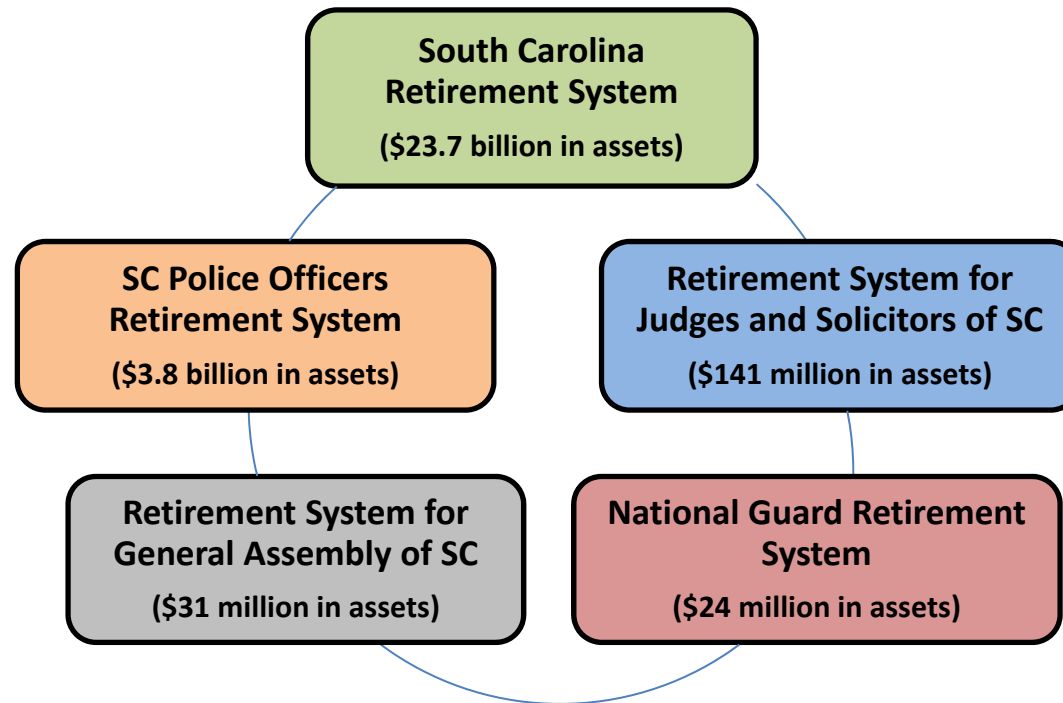 South Carolina
Retirement System
($23.7 billion in assets)
SC Police Officers
Retirement System
($3.8 billion in assets)
Retirement System for
Judges and Solicitors of SC
($141 million in assets)
Retirement System for
General Assembly of SC
($31 million in assets)
National Guard Retirement
System
($24 million in assets)